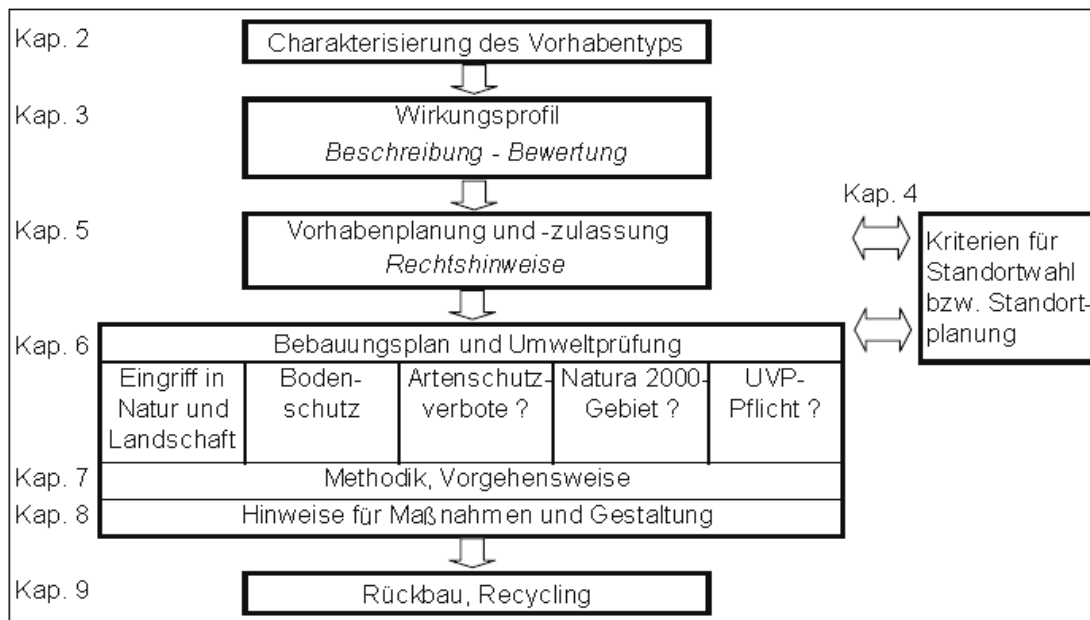 Kap. 2
Charakterisierung des Vorhabentyps
Kap. 3
Wirkungsprofil
Beschreibung - Bewertung
Kap. 5
Vorhabenplanung und -zulassung
Rechtshinweise
Kap. 4
Kriterien für
Standortwahl
bzw. Standort-
planung
Kap. 6
Bebauungsplan und Umweltprüfung
Eingriff in
Natur und
Landschaft
Boden-
schutz
Artenschutz-
verbote ?
Natura 2000-
Gebiet ?
UVP-
Pflicht ?
Kap. 7
Methodik, Vorgehensweise
Kap. 8
Hinweise für Maßnahmen und Gestaltung
Kap. 9
Rückbau, Recycling